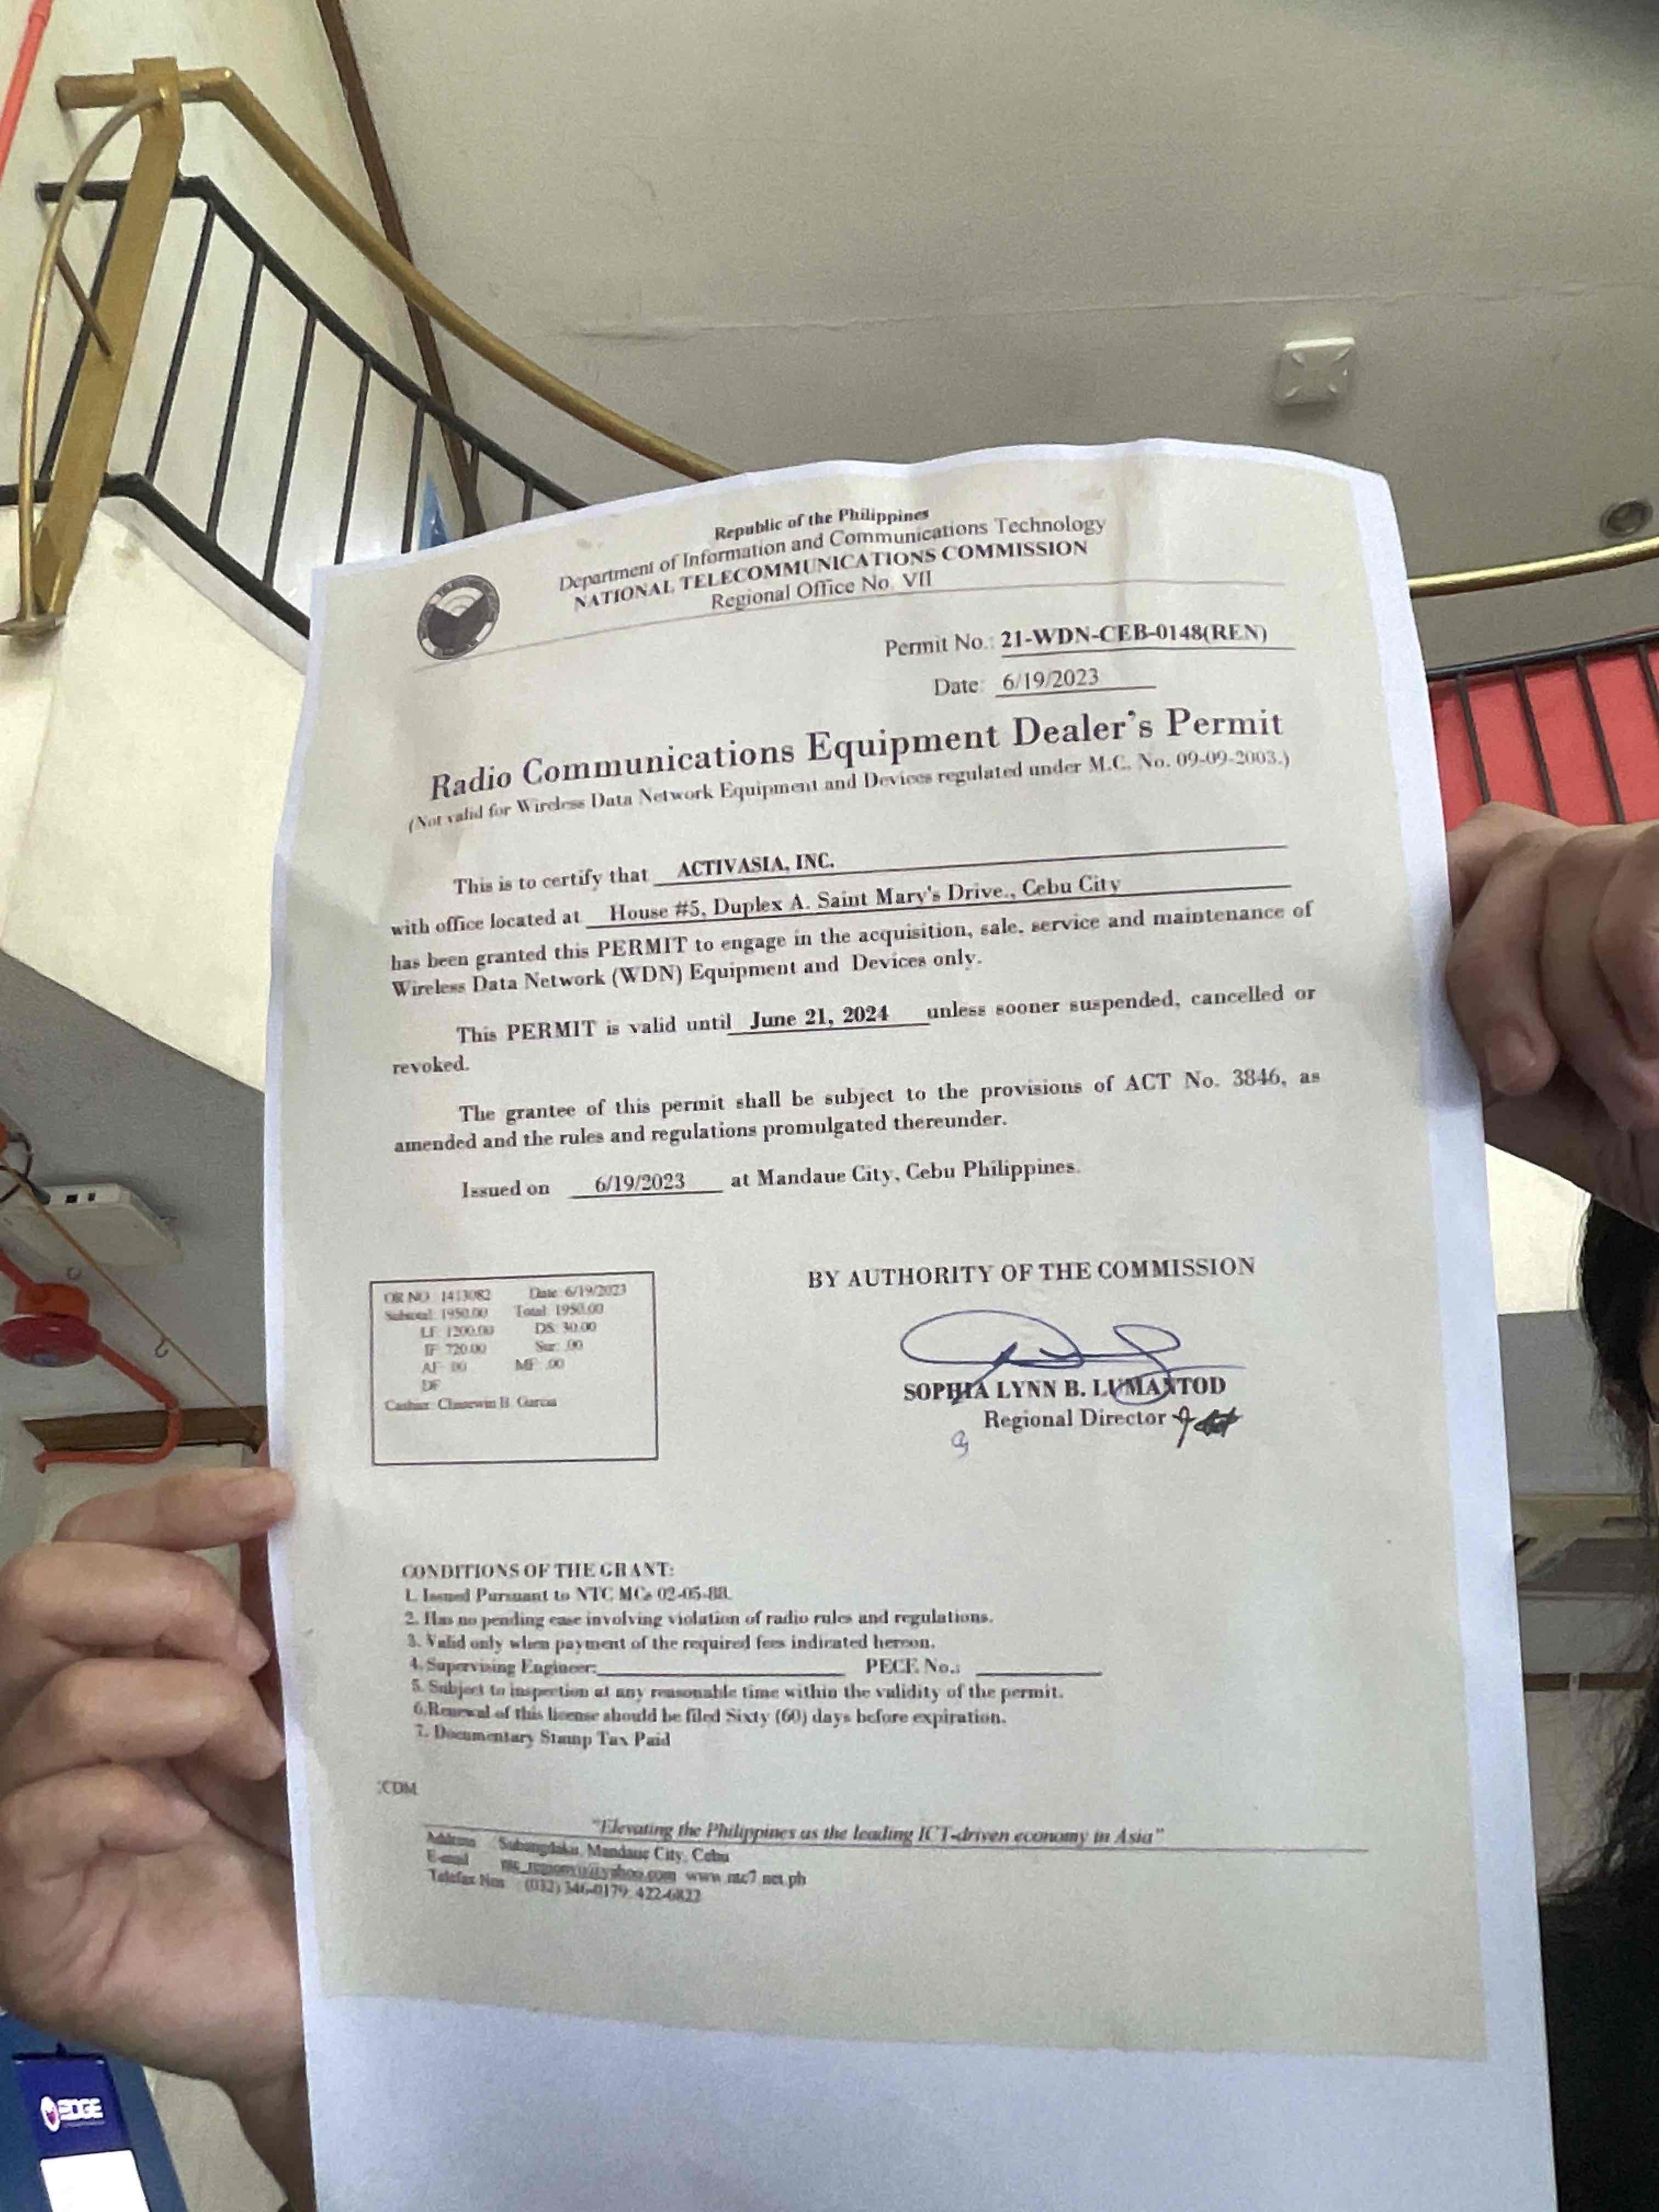 Republic of the Philippines
Department of Information and Communications Technology
NATIONAL TELECOMMUNICATIONS COMMISSION
Regional Office No. VII
Permit No.: 21-WDN-CEB-0148(REN)
Date: 6/19/2023
Radio Communications Equipment Dealer's Permit
(Not valid for Wireless Data Network Equipment and Devices regulated under M.C. No. 09-09-2003.)
This is to certify that ACTIVASIA, INC.
with office located at House #5, Duplex A. Saint Mary's Drive., Cebu City
has been granted this PERMIT to engage in the acquisition, sale, service and maintenance of
Wireless Data Network (WDN) Equipment and Devices only.
This PERMIT is valid until June 21, 2024 unless sooner suspended, cancelled or
revoked.
The grantee of this permit shall be subject to the provisions of ACT No. 3846, as
amended and the rules and regulations promulgated thereunder.
Issued on 6/19/2023 at Mandaue City, Cebu Philippines.
OR NO: 1413082 Date: 6/19/2023
Subtotal: 1950.00 Total: 1950.00
LF: 1200.00 DS: 30.00
IF: 720.00 Sur: .00
AF: .00 MF: .00
DF
Cashier: B. Garcia
BY AUTHORITY OF THE COMMISSION
SOPHIA LYNN B. LUMANTOD
Regional Director
CONDITIONS OF THE GRANT:
1. Issued Pursuant to NTC MCs 02-05-88.
2. Has no pending case involving violation of radio rules and regulations.
3. Valid only when payment of the required fees indicated hereon.
4. Supervising Engineer: PECE No.:
5. Subject to inspection at any reasonable time within the validity of the permit.
6.Renewal of this license should be filed Sixty (60) days before expiration.
7. Documentary Stamp Tax Paid
:CDM
"Elevating the Philippines as the leading ICT-driven economy in Asia"
Address Subangdaku, Mandaue City, Cebu
E-mail www.ntc7.net.ph
Telefax Nos : (032) 346-0179; 422-6822
EDGE